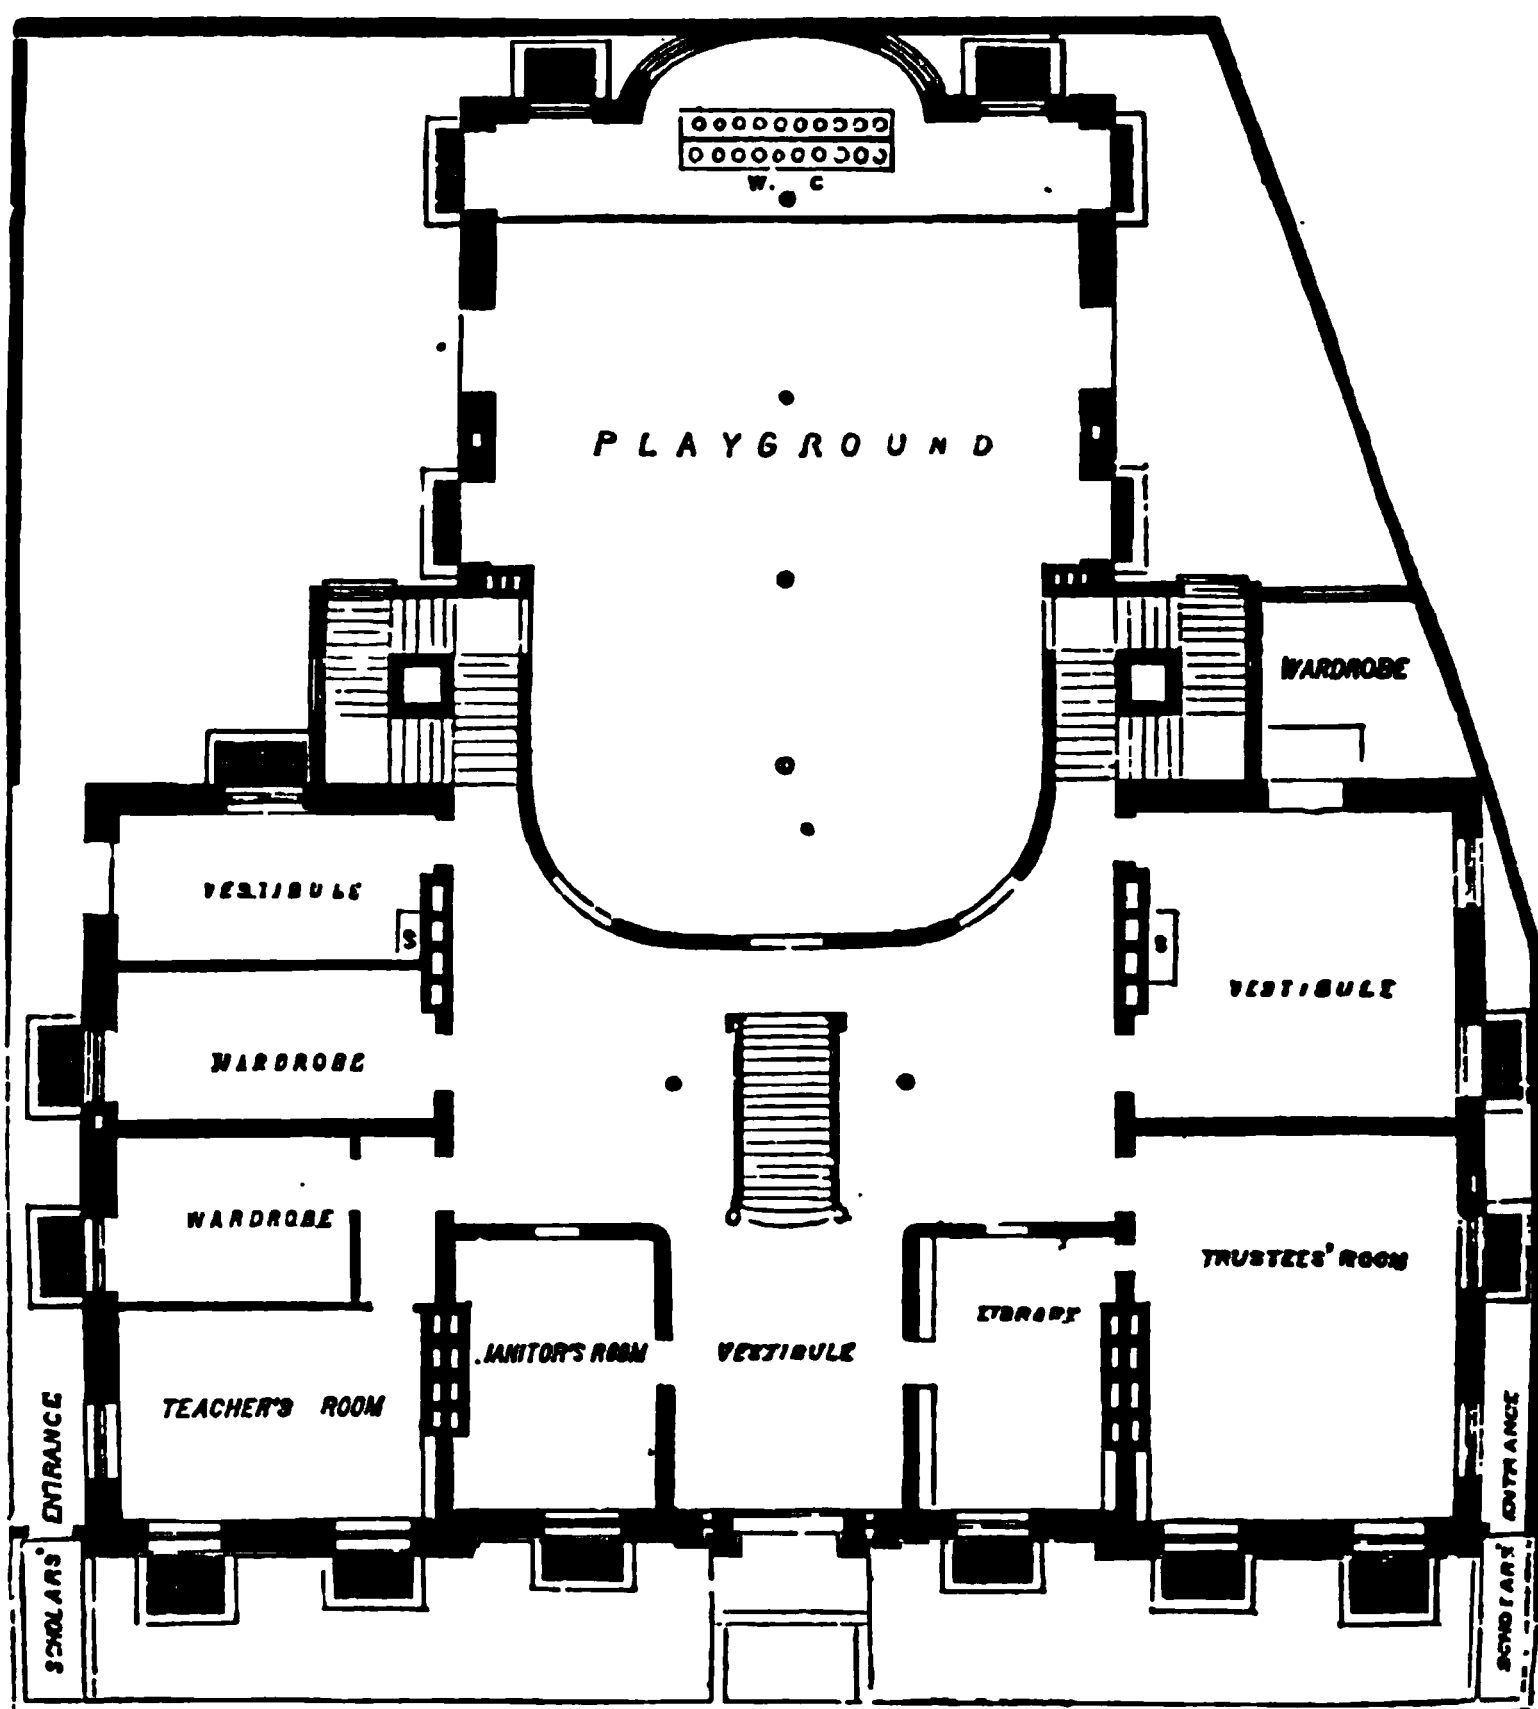 W. C
PLAYGROUND
WARDROBE
VESTIBULE
S
S
VESTIBULE
WARDROBE
WARDROBE
TRUSTEES' ROOM
LIBRARY
JANITOR'S ROOM
VESTIBULE
TEACHER'S ROOM
SCHOLARS' ENTRANCE
SCHOLARS' ENTRANCE